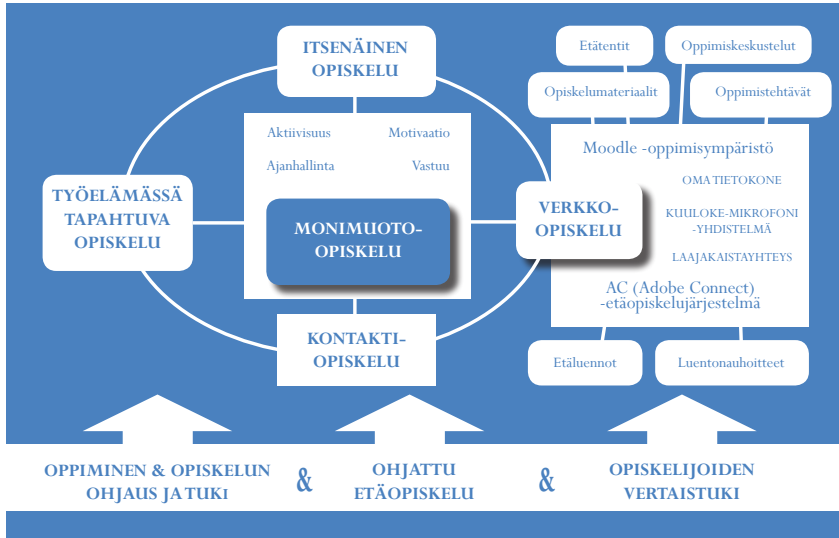 ITSENÄINEN
OPISKELU
Aktiivisuus
Motivaatio
Ajanhallinta
Vastuu
TYÖELÄMÄSSÄ
TAPAHTUVA
OPISKELU
MONIMUOTO-
OPISKELU
VERKKO-
OPISKELU
KONTAKTI-
OPISKELU
Etätentit
Oppimiskeskustelut
Opiskelumateriaalit
Oppimistehtävät
Moodle -oppimisympäristö
OMA TIETOKONE
KUULOKE-MIKROFONI
-YHDISTELMÄ
LAAJAKAISTAYHTEYS
AC (Adobe Connect)
-etäopiskelujärjestelmä
Etäluennot
Luentonauhoitteet
OPPIMINEN & OPISKELUN
OHJAUS JA TUKI
&
OHJATTU
ETÄOPISKELU
&
OPISKELIJOIDEN
VERTAISTUKI